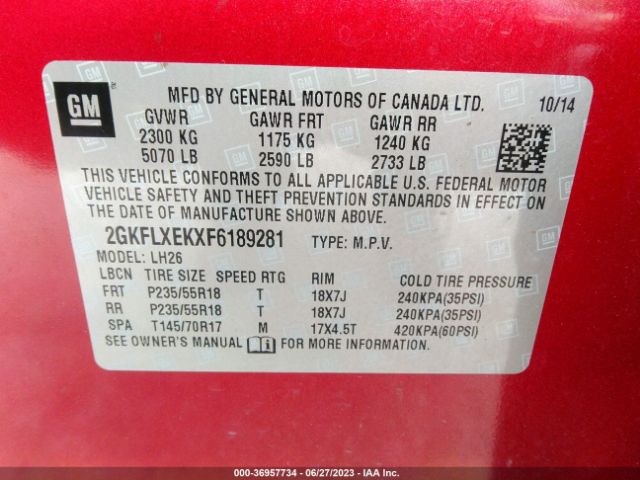 GM
MFD BY GENERAL MOTORS OF CANADA LTD. 10/14
GVWR GAWR FRT GAWR RR
2300 KG 1175 KG 1240 KG
5070 LB 2590 LB 2733 LB
THIS VEHICLE CONFORMS TO ALL APPLICABLE U.S. FEDERAL MOTOR
VEHICLE SAFETY AND THEFT PREVENTION STANDARDS IN EFFECT ON
THE DATE OF MANUFACTURE SHOWN ABOVE.
2GKFLXEKXF6189281 TYPE: M.P.V.
MODEL: LH26
LBCN TIRE SIZE SPEED RTG RIM COLD TIRE PRESSURE
FRT P235/55R18 T 18X7J 240KPA(35PSI)
RR P235/55R18 T 18X7J 240KPA(35PSI)
SPA T145/70R17 M 17X4.5T 420KPA(60PSI)
SEE OWNER'S MANUAL FOR MORE INFORMATION.
000-36957734 - 06/27/2023 - IAA Inc.